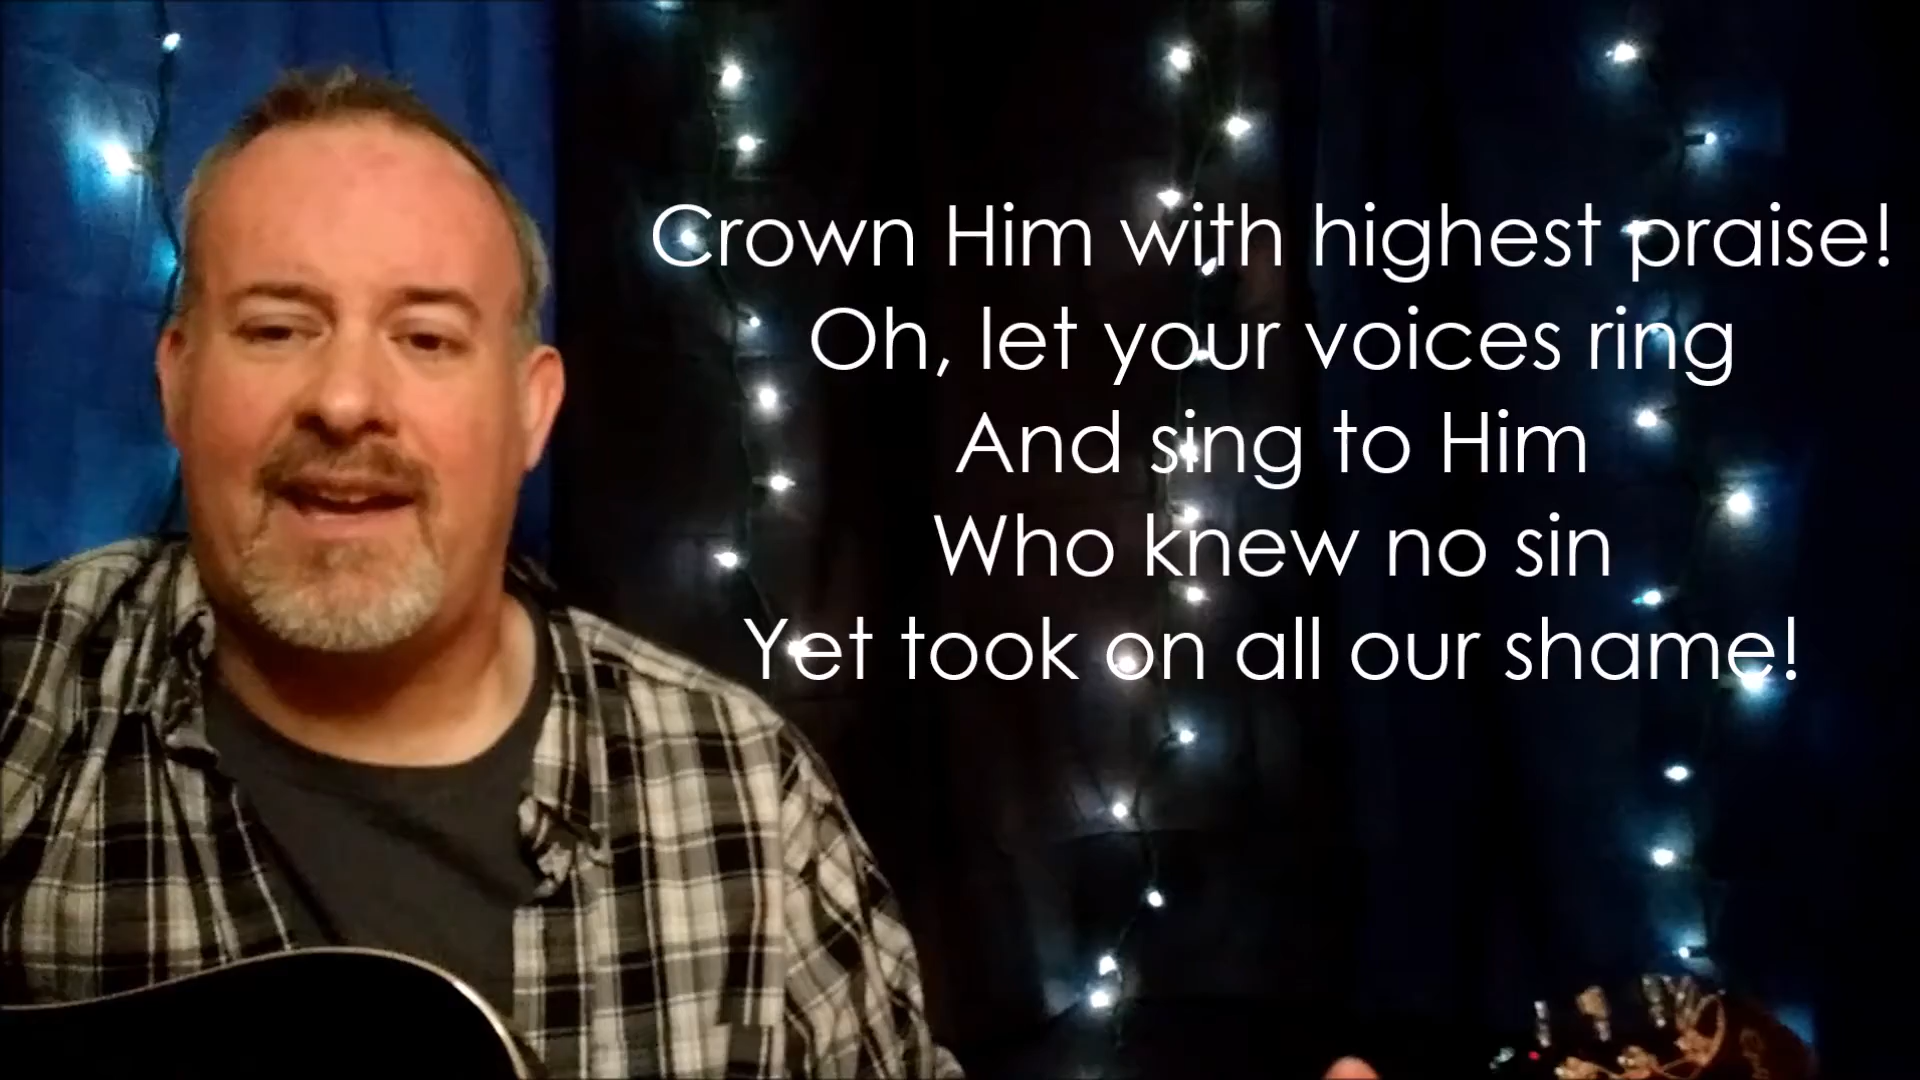 Crown Him with highest praise!
Oh, let your voices ring
And sing to Him
Who knew no sin
Yet took on all our shame!